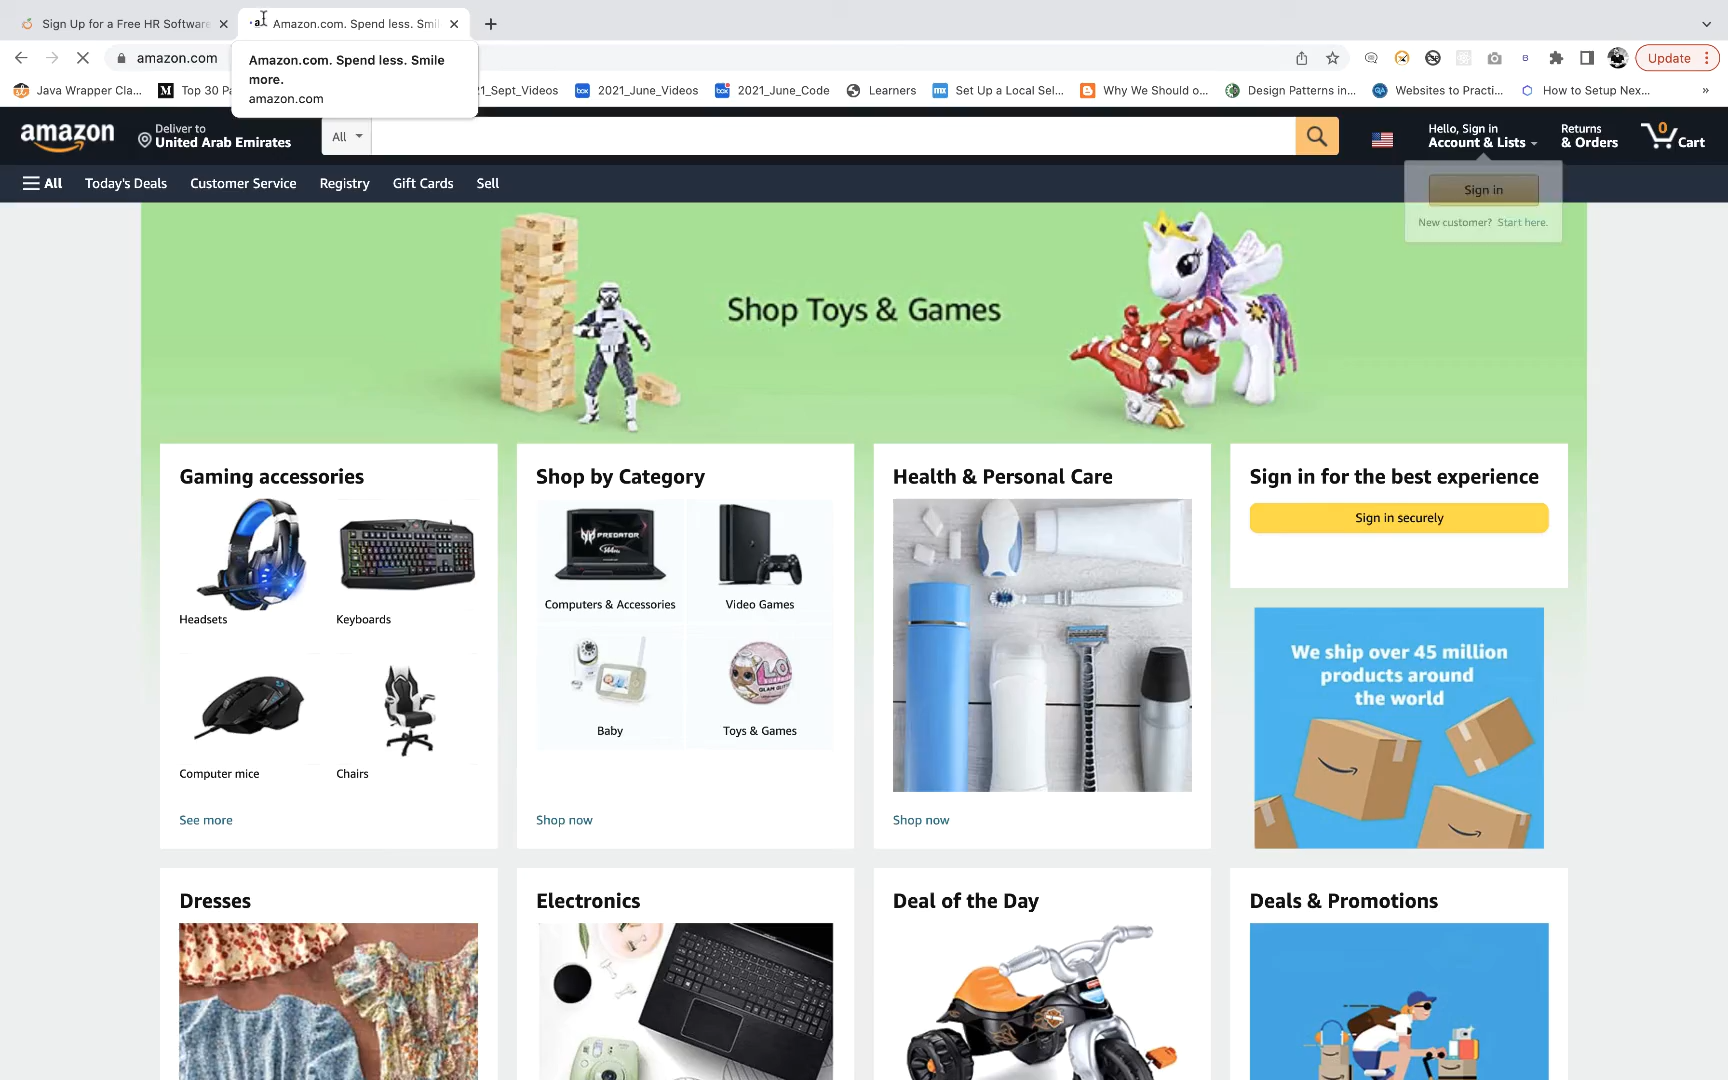 Sign Up for a Free HR Software
Amazon.com. Spend less. Smil
amazon.com
Update
Amazon.com. Spend less. Smile
more.
amazon.com
Java Wrapper Cla...
Top 30 Pa
1_Sept_Videos
2021_June_Videos
2021_June_Code
Learners
Set Up a Local Sel...
Why We Should o...
Design Patterns in...
Websites to Practi...
How to Setup Nex...
»
amazon
Deliver to
United Arab Emirates
All
Hello, Sign in
Account & Lists
Returns
& Orders
0
Cart
All
Today's Deals
Customer Service
Registry
Gift Cards
Sell
Sign in
New customer? Start here.
Shop Toys & Games
Gaming accessories
Headsets
Keyboards
Computer mice
Chairs
See more
Shop by Category
PREDATOR
Computers & Accessories
Video Games
Baby
Toys & Games
Shop now
Health & Personal Care
Shop now
Sign in for the best experience
Sign in securely
We ship over 45 million
products around
the world
Dresses
Electronics
Deal of the Day
Deals & Promotions